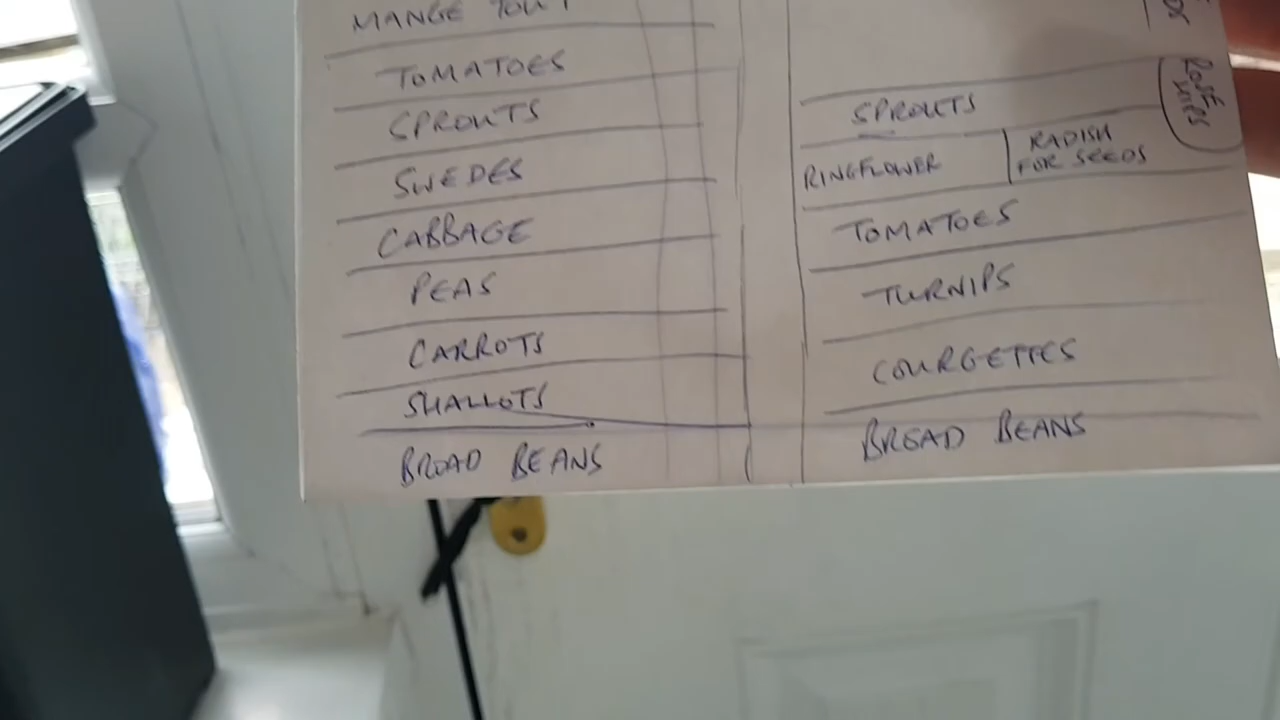 MANGE TOUT
TOMATOES
SPROUTS
SWEDES
CABBAGE
PEAS
CARROTS
SHALLOTS
BROAD BEANS
SPROUTS
RINGFLOWER
RADISH
FOR SEEDS
TOMATOES
TURNIPS
COURGETTES
BROAD BEANS